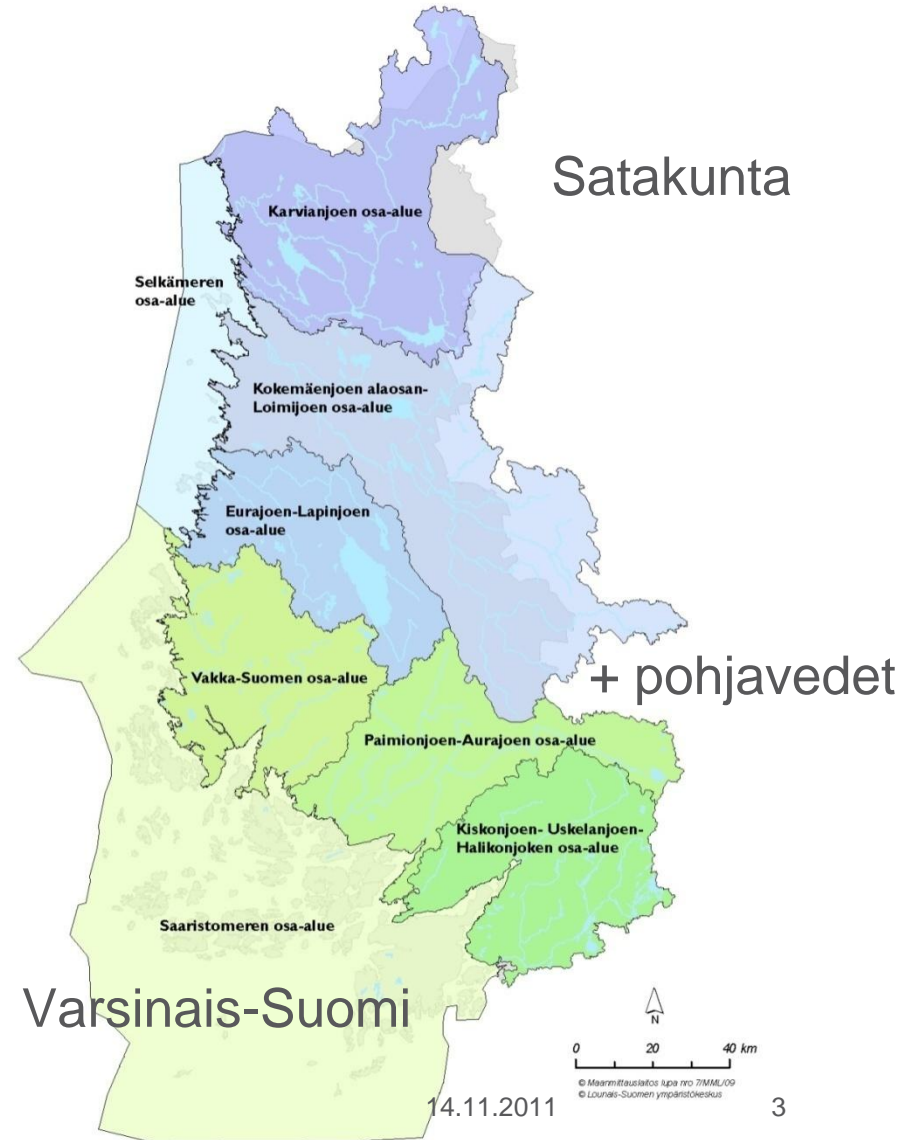 Satakunta
Karvianjoen osa-alue
Selkämeren
osa-alue
Kokemäenjoen alaosan-
Loimijoen osa-alue
Eurajoen-Lapinjoen
osa-alue
+ pohjavedet
Vakka-Suomen osa-alue
Paimionjoen-Aurajoen osa-alue
Kiskonjoen- Uskelanjoen-
Halikonjoken osa-alue
Saaristomeren osa-alue
Varsinais-Suomi
N
0 20 40 km
© Maanmittauslaitos lupa nro 7/MML/09
© Lounais-Suomen ympäristökeskus
14.11.2011 3